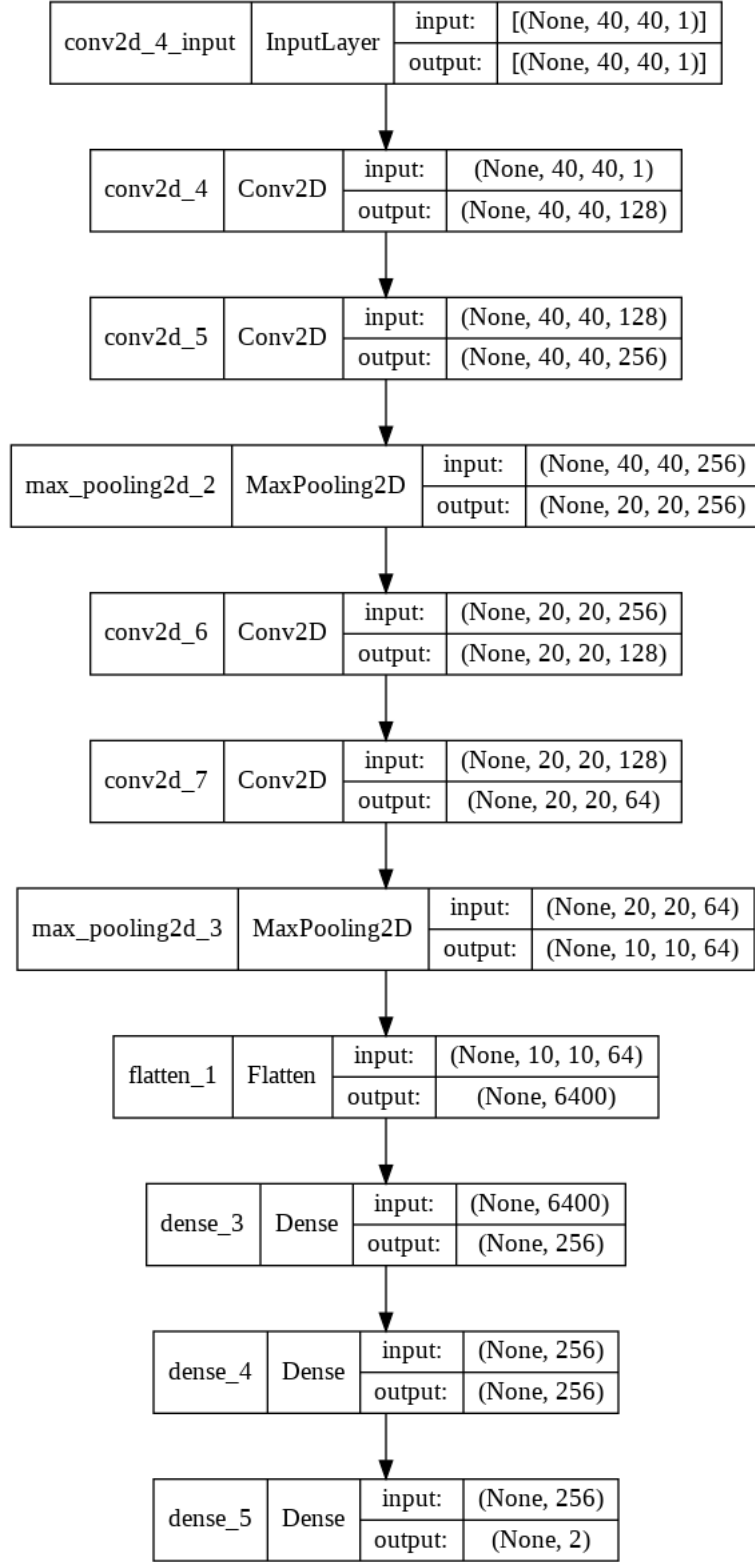 conv2d_4_input InputLayer input: [(None, 40, 40, 1)]
output: [(None, 40, 40, 1)]
conv2d_4 Conv2D input: (None, 40, 40, 1)
output: (None, 40, 40, 128)
conv2d_5 Conv2D input: (None, 40, 40, 128)
output: (None, 40, 40, 256)
max_pooling2d_2 MaxPooling2D input: (None, 40, 40, 256)
output: (None, 20, 20, 256)
conv2d_6 Conv2D input: (None, 20, 20, 256)
output: (None, 20, 20, 128)
conv2d_7 Conv2D input: (None, 20, 20, 128)
output: (None, 20, 20, 64)
max_pooling2d_3 MaxPooling2D input: (None, 20, 20, 64)
output: (None, 10, 10, 64)
flatten_1 Flatten input: (None, 10, 10, 64)
output: (None, 6400)
dense_3 Dense input: (None, 6400)
output: (None, 256)
dense_4 Dense input: (None, 256)
output: (None, 256)
dense_5 Dense input: (None, 256)
output: (None, 2)